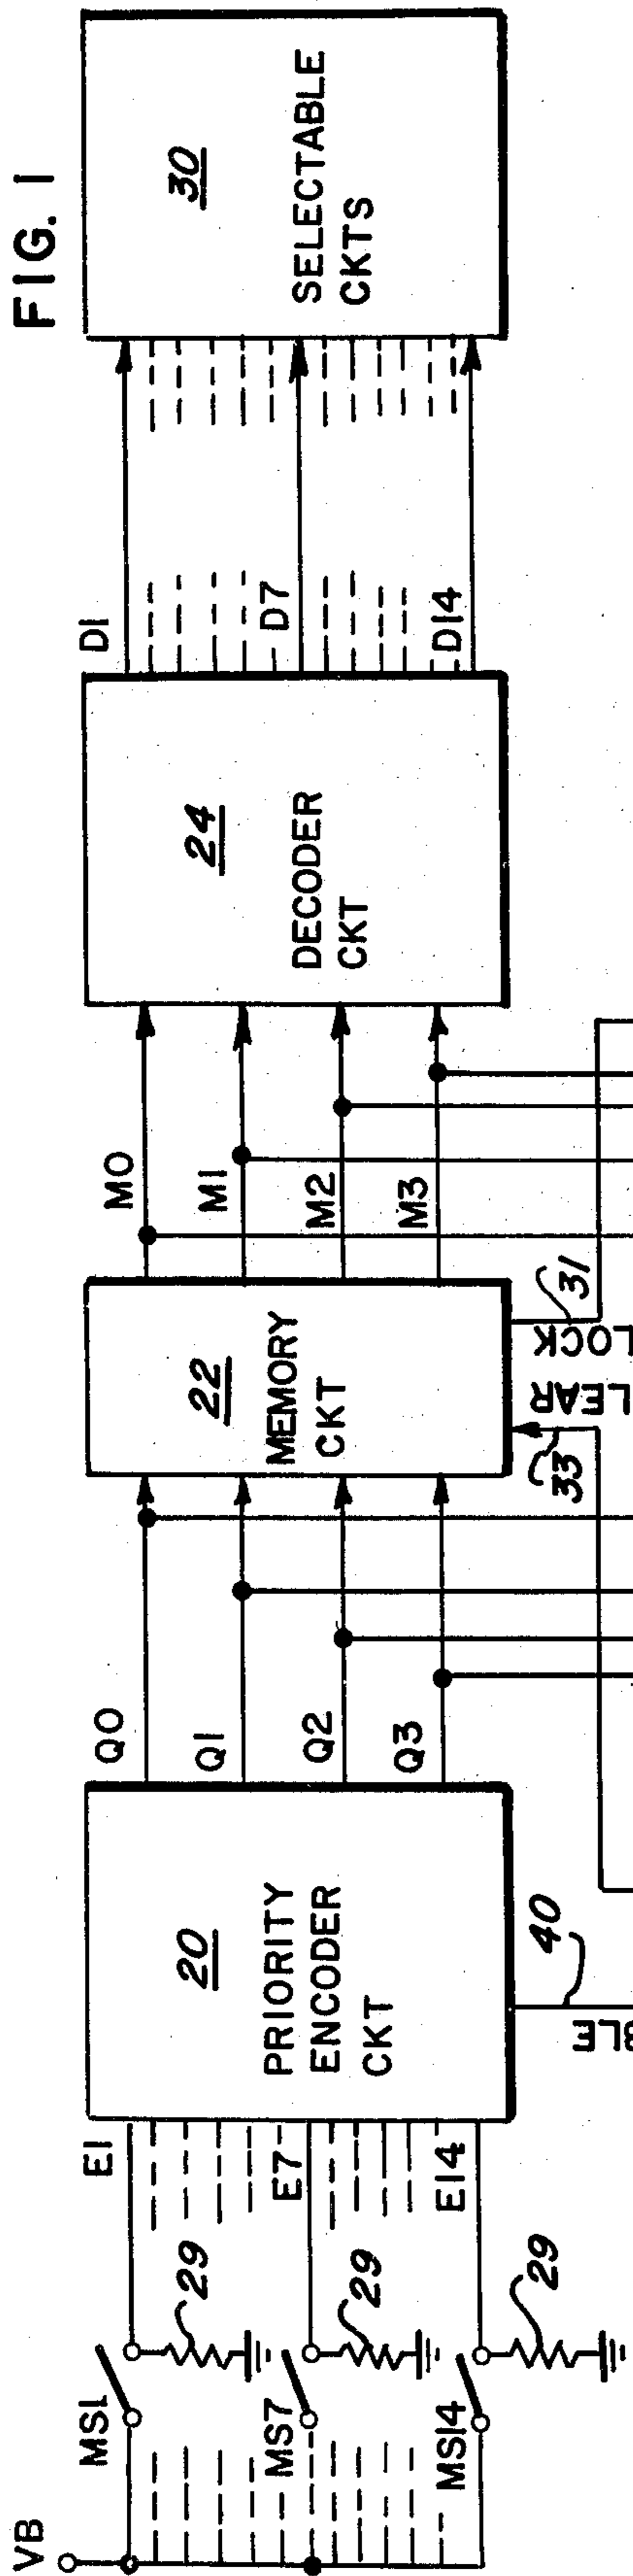 FIG. 1
VB
MS1
MS7
MS14
29
29
29
E1
E7
E14
20
PRIORITY
ENCODER
CKT
40
BLE
Q0
Q1
Q2
Q3
22
MEMORY
CKT
33
LEAR
LOCK
31
M0
M1
M2
M3
24
DECODER
CKT
D1
D7
D14
30
SELECTABLE
CKTS